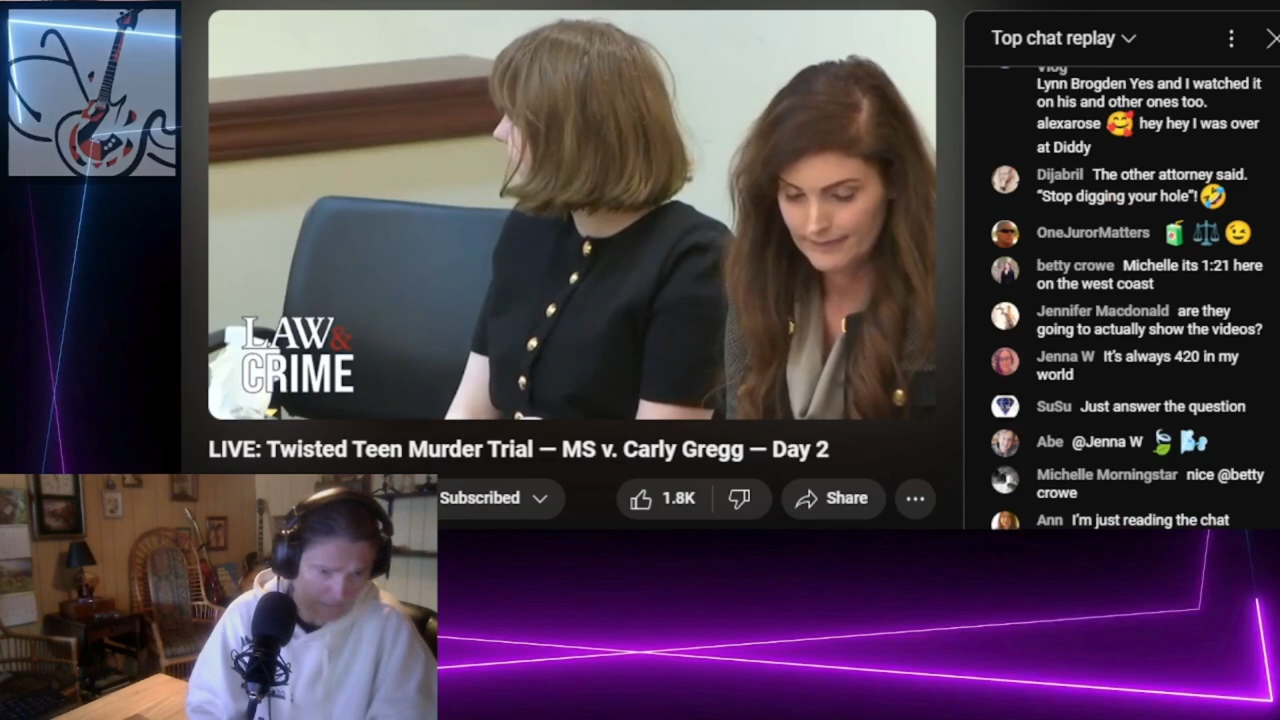 Top chat replay
Vlog
Lynn Brogden Yes and I watched it
on his and other ones too.
alexarose 🥰 hey hey I was over
at Diddy
Dijabril The other attorney said.
“Stop digging your hole”!🤣
OneJurorMatters 🧃 ⚖️ 😉
betty crowe Michelle its 1:21 here
on the west coast
Jennifer Macdonald are they
going to actually show the videos?
Jenna W It’s always 420 in my
world
SuSu Just answer the question
Abe @Jenna W 🍃 🌬️
Michelle Morningstar nice @betty
crowe
Ann I’m just reading the chat
LAW&
CRIME
LIVE: Twisted Teen Murder Trial — MS v. Carly Gregg — Day 2
Subscribed
1.8K
Share